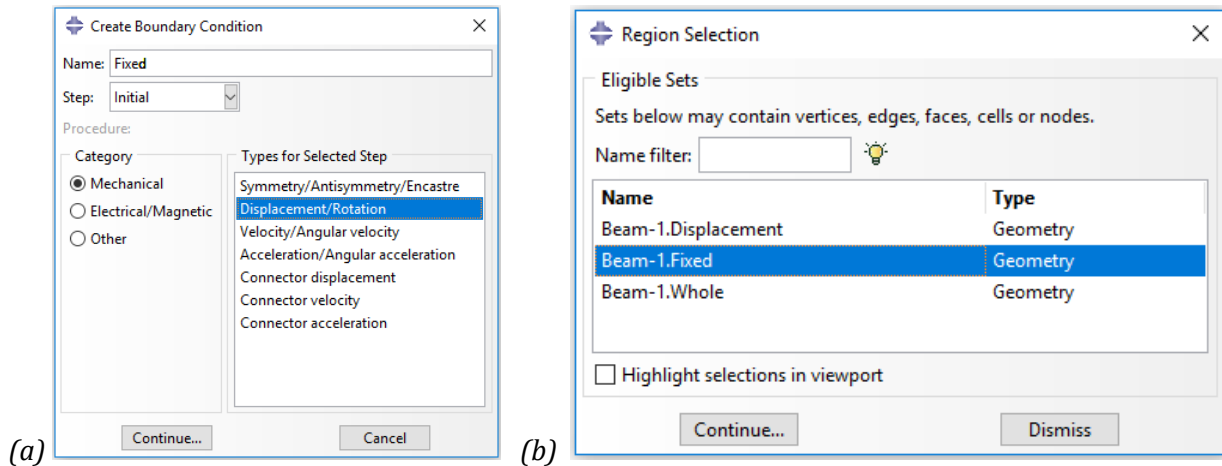 Create Boundary Condition
Name: Fixed
Step: Initial
Procedure:
Category
Mechanical
Electrical/Magnetic
Other
Types for Selected Step
Symmetry/Antisymmetry/Encastre
Displacement/Rotation
Velocity/Angular velocity
Acceleration/Angular acceleration
Connector displacement
Connector velocity
Connector acceleration
Continue... Cancel
(a)
Region Selection
Eligible Sets
Sets below may contain vertices, edges, faces, cells or nodes.
Name filter:
Name Type
Beam-1.Displacement Geometry
Beam-1.Fixed Geometry
Beam-1.Whole Geometry
Highlight selections in viewport
Continue... Dismiss
(b)